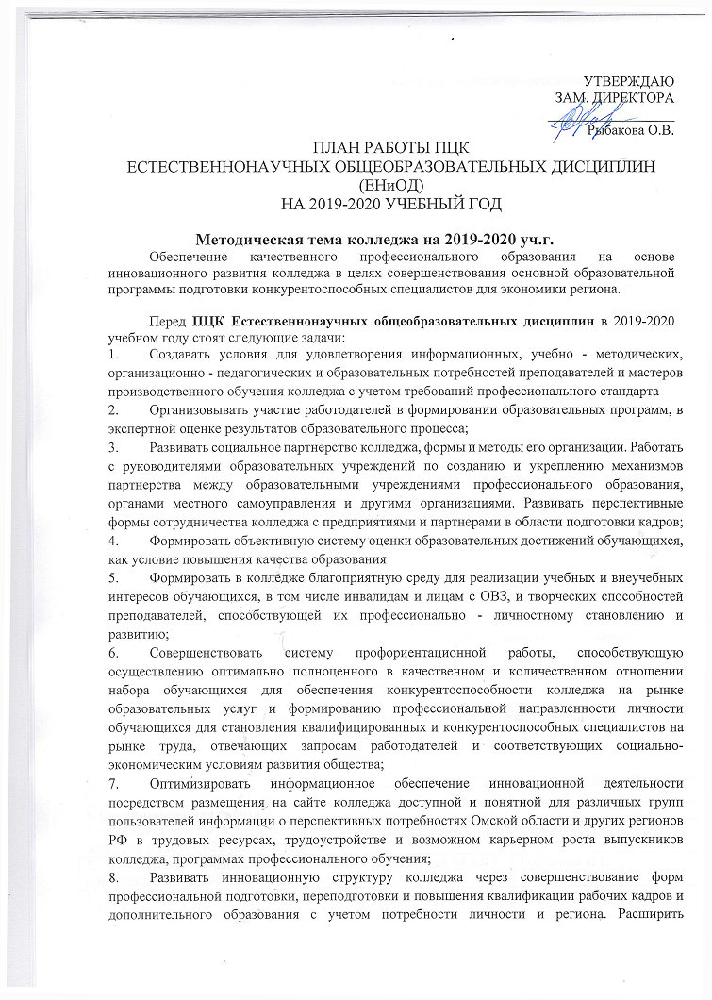 УТВЕРЖДАЮ
ЗАМ. ДИРЕКТОРА
Рыбакова О.В.
ПЛАН РАБОТЫ ПЦК
ЕСТЕСТВЕННОНАУЧНЫХ ОБЩЕОБРАЗОВАТЕЛЬНЫХ ДИСЦИПЛИН
(ЕНиОД)
НА 2019-2020 УЧЕБНЫЙ ГОД
Методическая тема колледжа на 2019-2020 уч.г.
Обеспечение качественного профессионального образования на основе
инновационного развития колледжа в целях совершенствования основной образовательной
программы подготовки конкурентоспособных специалистов для экономики региона.
Перед ПЦК Естественнонаучных общеобразовательных дисциплин в 2019-2020
учебном году стоят следующие задачи:
1. Создавать условия для удовлетворения информационных, учебно - методических,
организационно - педагогических и образовательных потребностей преподавателей и мастеров
производственного обучения колледжа с учетом требований профессионального стандарта
2. Организовывать участие работодателей в формировании образовательных программ, в
экспертной оценке результатов образовательного процесса;
3. Развивать социальное партнерство колледжа, формы и методы его организации. Работать
с руководителями образовательных учреждений по созданию и укреплению механизмов
партнерства между образовательными учреждениями профессионального образования,
органами местного самоуправления и другими организациями. Развивать перспективные
формы сотрудничества колледжа с предприятиями и партнерами в области подготовки кадров;
4. Формировать объективную систему оценки образовательных достижений обучающихся,
как условие повышения качества образования
5. Формировать в колледже благоприятную среду для реализации учебных и внеучебных
интересов обучающихся, в том числе инвалидам и лицам с ОВЗ, и творческих способностей
преподавателей, способствующей их профессионально - личностному становлению и
развитию;
6. Совершенствовать систему профориентационной работы, способствующую
осуществлению оптимально полноценного в качественном и количественном отношении
набора обучающихся для обеспечения конкурентоспособности колледжа на рынке
образовательных услуг и формированию профессиональной направленности личности
обучающихся для становления квалифицированных и конкурентоспособных специалистов на
рынке труда, отвечающих запросам работодателей и соответствующих социально-
экономическим условиям развития общества;
7. Оптимизировать информационное обеспечение инновационной деятельности
посредством размещения на сайте колледжа доступной и понятной для различных групп
пользователей информации о перспективных потребностях Омской области и других регионов
РФ в трудовых ресурсах, трудоустройстве и возможном карьерном роста выпускников
колледжа, программах профессионального обучения;
8. Развивать инновационную структуру колледжа через совершенствование форм
профессиональной подготовки, переподготовки и повышения квалификации рабочих кадров и
дополнительного образования с учетом потребности личности и региона. Расширить